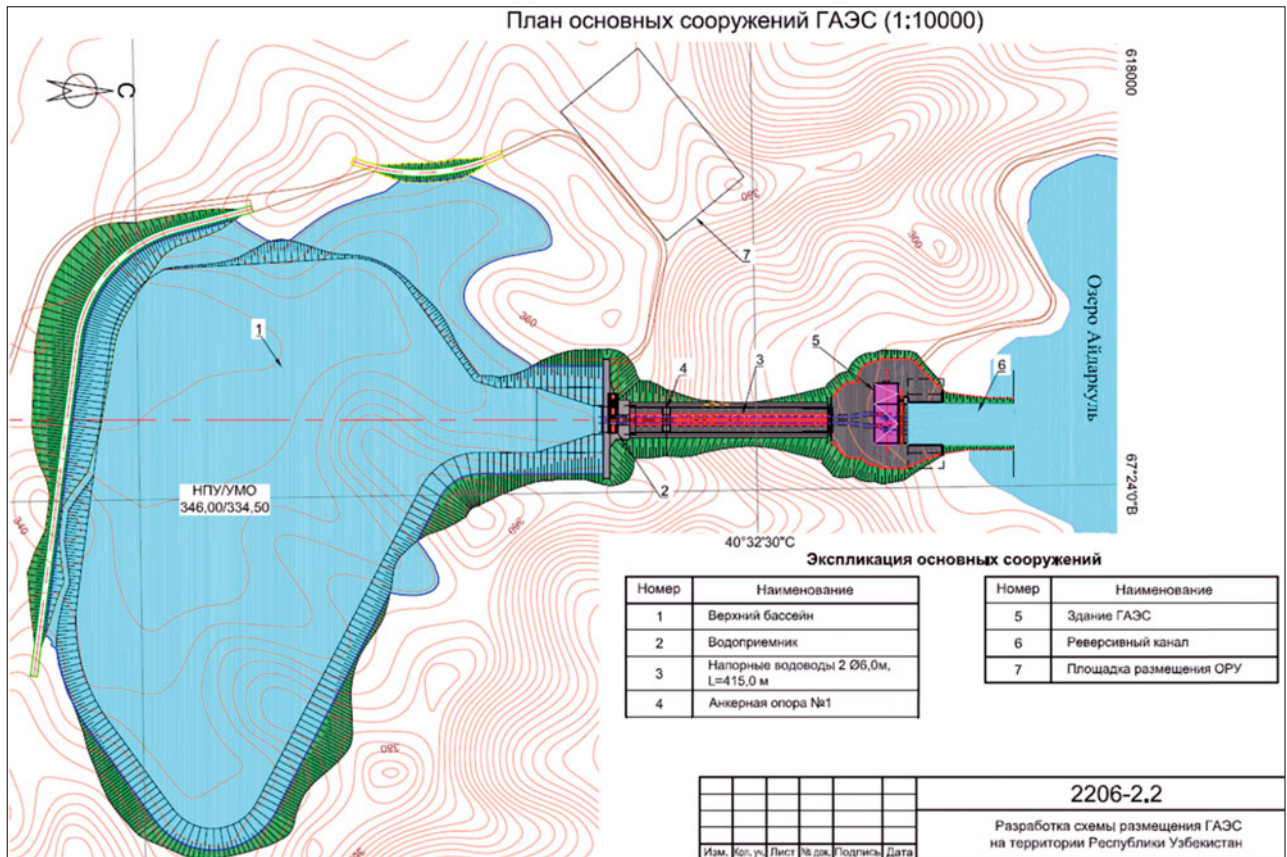 План основных сооружений ГАЭС (1:10000)
С
618000
380
7
360
Озеро Айдаркуль
1
360
5
4
3
6
НПУ/УМО
346,00/334,50
2
340
360
67°24'0"В
40°32'30"С
380
Экспликация основных сооружений
Номер Наименование
1 Верхний бассейн
2 Водоприемник
3 Напорные водоводы 2 Ø6,0м,
L=415,0 м
4 Анкерная опора №1
Номер Наименование
5 Здание ГАЭС
6 Реверсивный канал
7 Площадка размещения ОРУ
2206-2.2
Разработка схемы размещения ГАЭС
на территории Республики Узбекистан
Изм. Кол. уч. Лист № док. Подпись Дата